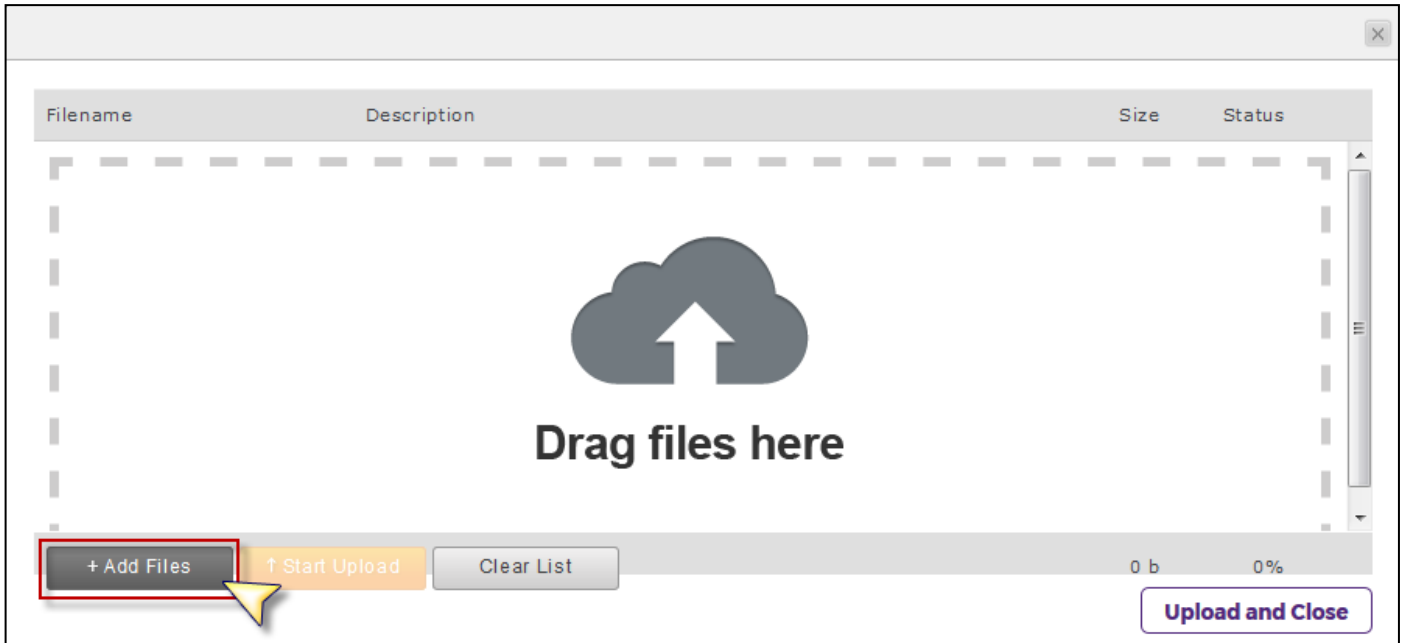 Filename Description Size Status
Drag files here
+ Add Files ↑ Start Upload Clear List 0 b 0%
Upload and Close